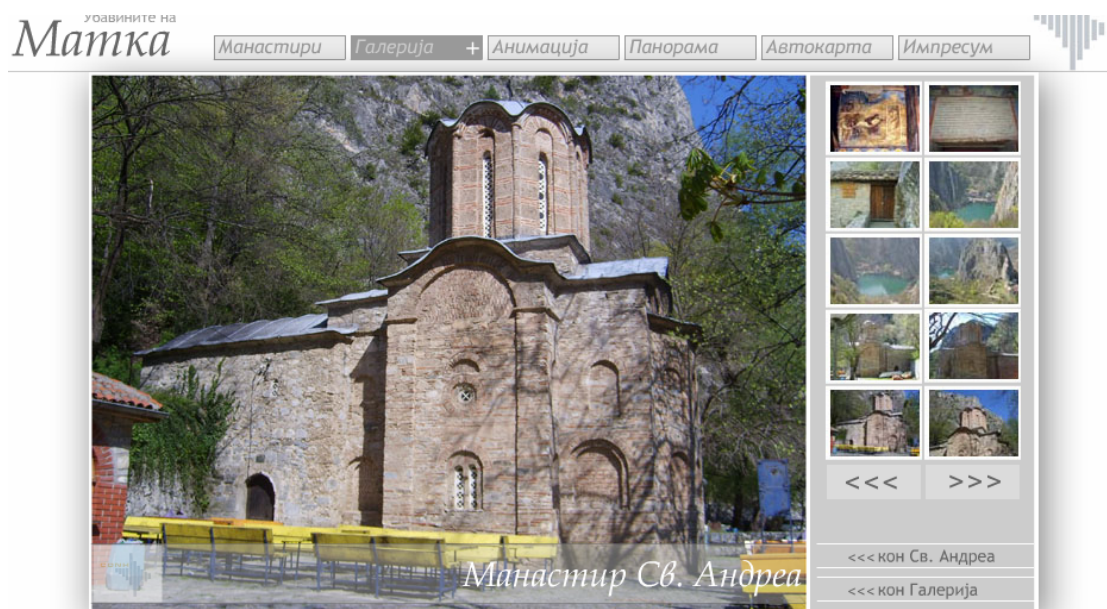 Убавините на
Матка
Манастири
Галерија +
Анимација
Панорама
Автокарта
Импресум
<<<
>>>
Манастир Св. Андреа
<<< кон Св. Андреа
<<< кон Галерија